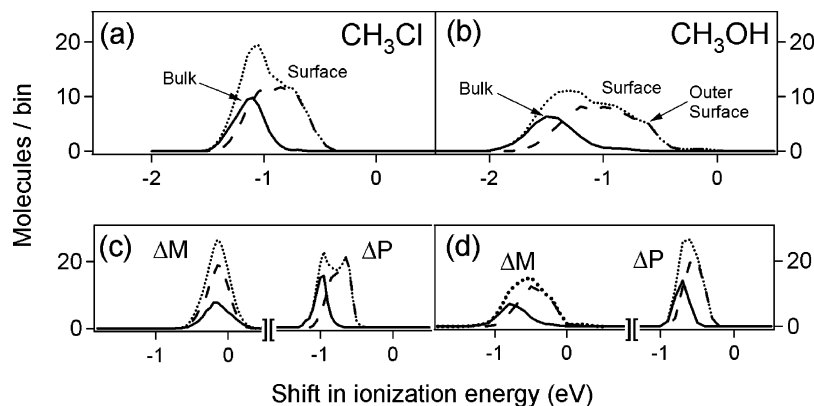 (a) CH₃Cl (b) CH₃OH
20 20
Surface Surface
Bulk Bulk Outer
Surface
10 10
0 0
-2 -1 0 -2 -1 0
Molecules / bin
(c) ΔM ΔP (d) ΔM ΔP
20 20
0 0
-1 0 -1 0 -1 0 -1 0
Shift in ionization energy (eV)